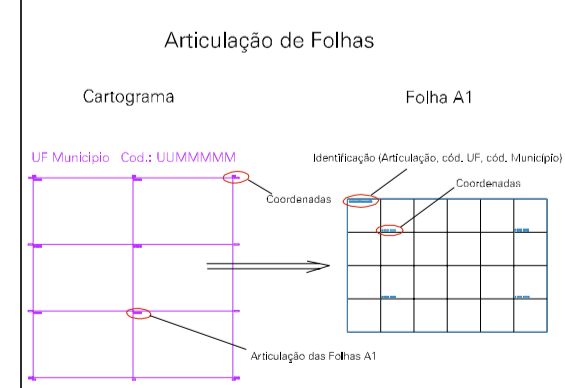 Articulação de Folhas
Cartograma
Folha A1
UF Municipio Cod.: UUMMMMM
Identificação (Articulação, cód. UF, cód. Município)
Coordenadas
Coordenadas
Articulação das Folhas A1